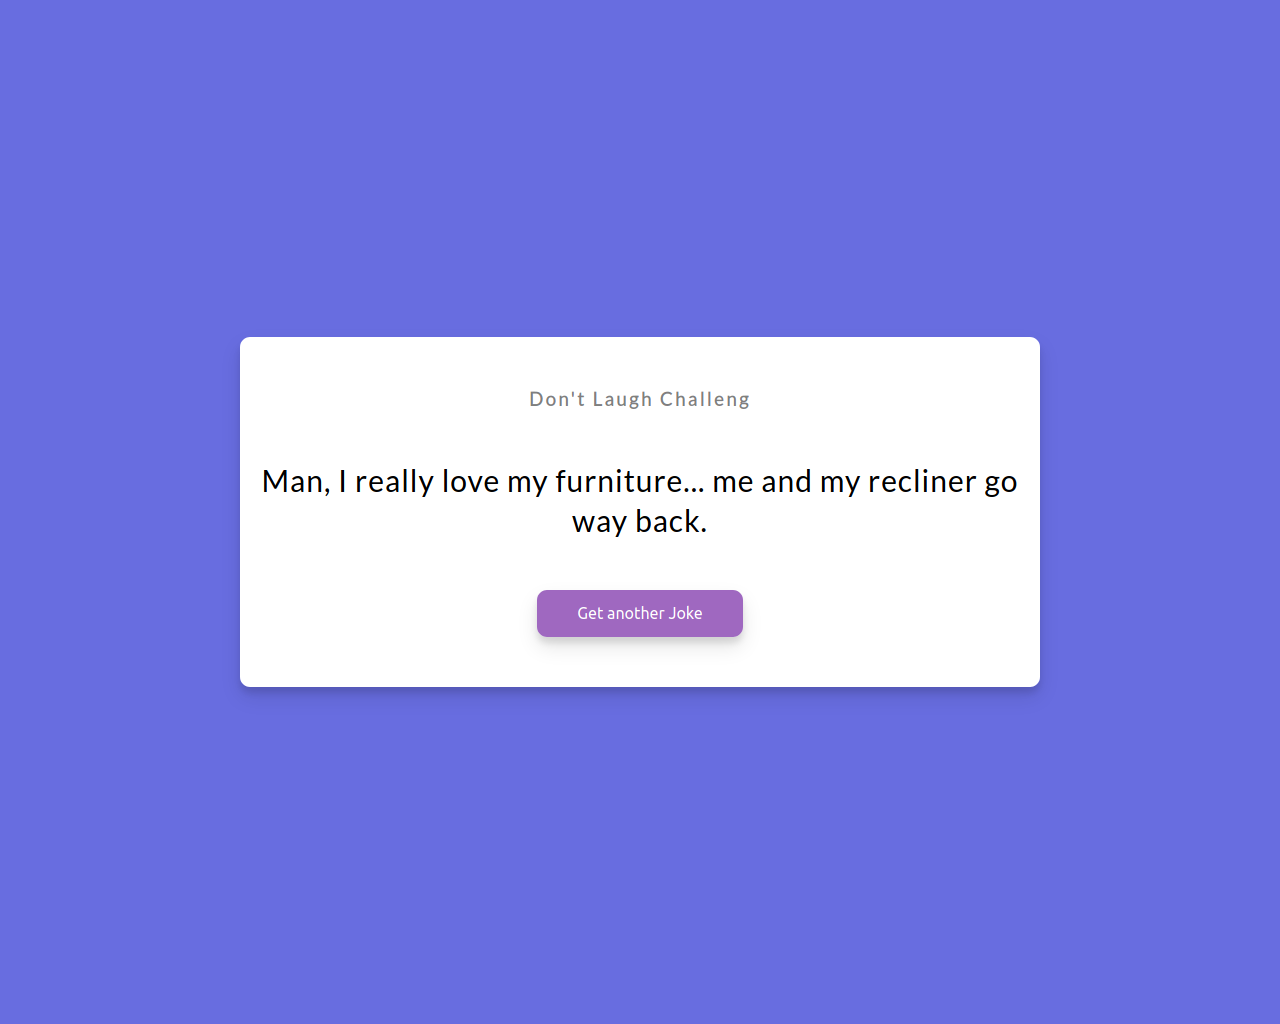 Don't Laugh Challeng
Man, I really love my furniture... me and my recliner go
way back.
Get another Joke